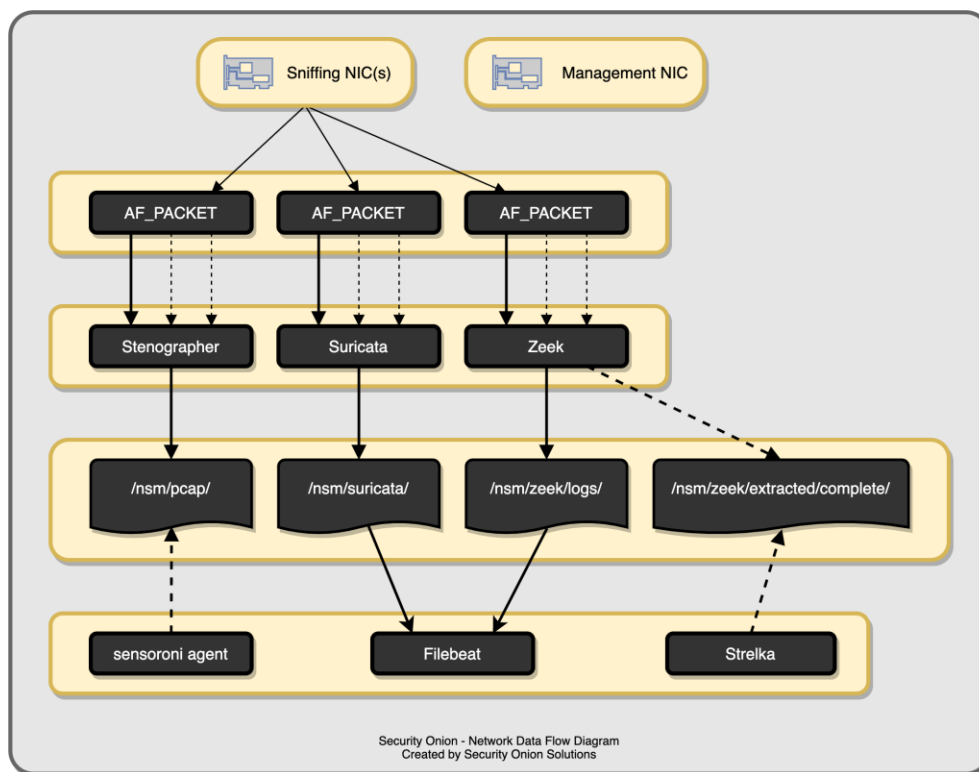 Sniffing NIC(s)
Management NIC
AF_PACKET
AF_PACKET
AF_PACKET
Stenographer
Suricata
Zeek
/nsm/pcap/
/nsm/suricata/
/nsm/zeek/logs/
/nsm/zeek/extracted/complete/
sensoroni agent
Filebeat
Strelka
Security Onion - Network Data Flow Diagram
Created by Security Onion Solutions